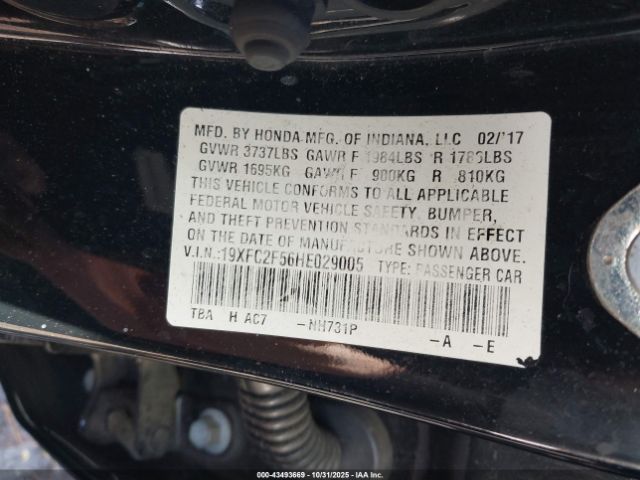 MFD. BY HONDA MFG. OF INDIANA, LLC 02/'17
GVWR 3737LBS GAWR F 1984LBS R 1786LBS
GVWR 1695KG GAWR F 900KG R 810KG
THIS VEHICLE CONFORMS TO ALL APPLICABLE
FEDERAL MOTOR VEHICLE SAFETY, BUMPER,
AND THEFT PREVENTION STANDARDS IN EFFECT
ON THE DATE OF MANUFACTURE SHOWN ABOVE.
V.I.N.: 19XFC2F56HE029005 TYPE: PASSENGER CAR
TBA H AC7 -NH731P -A -E
000-43493669 - 10/31/2025 - COPART/IAA